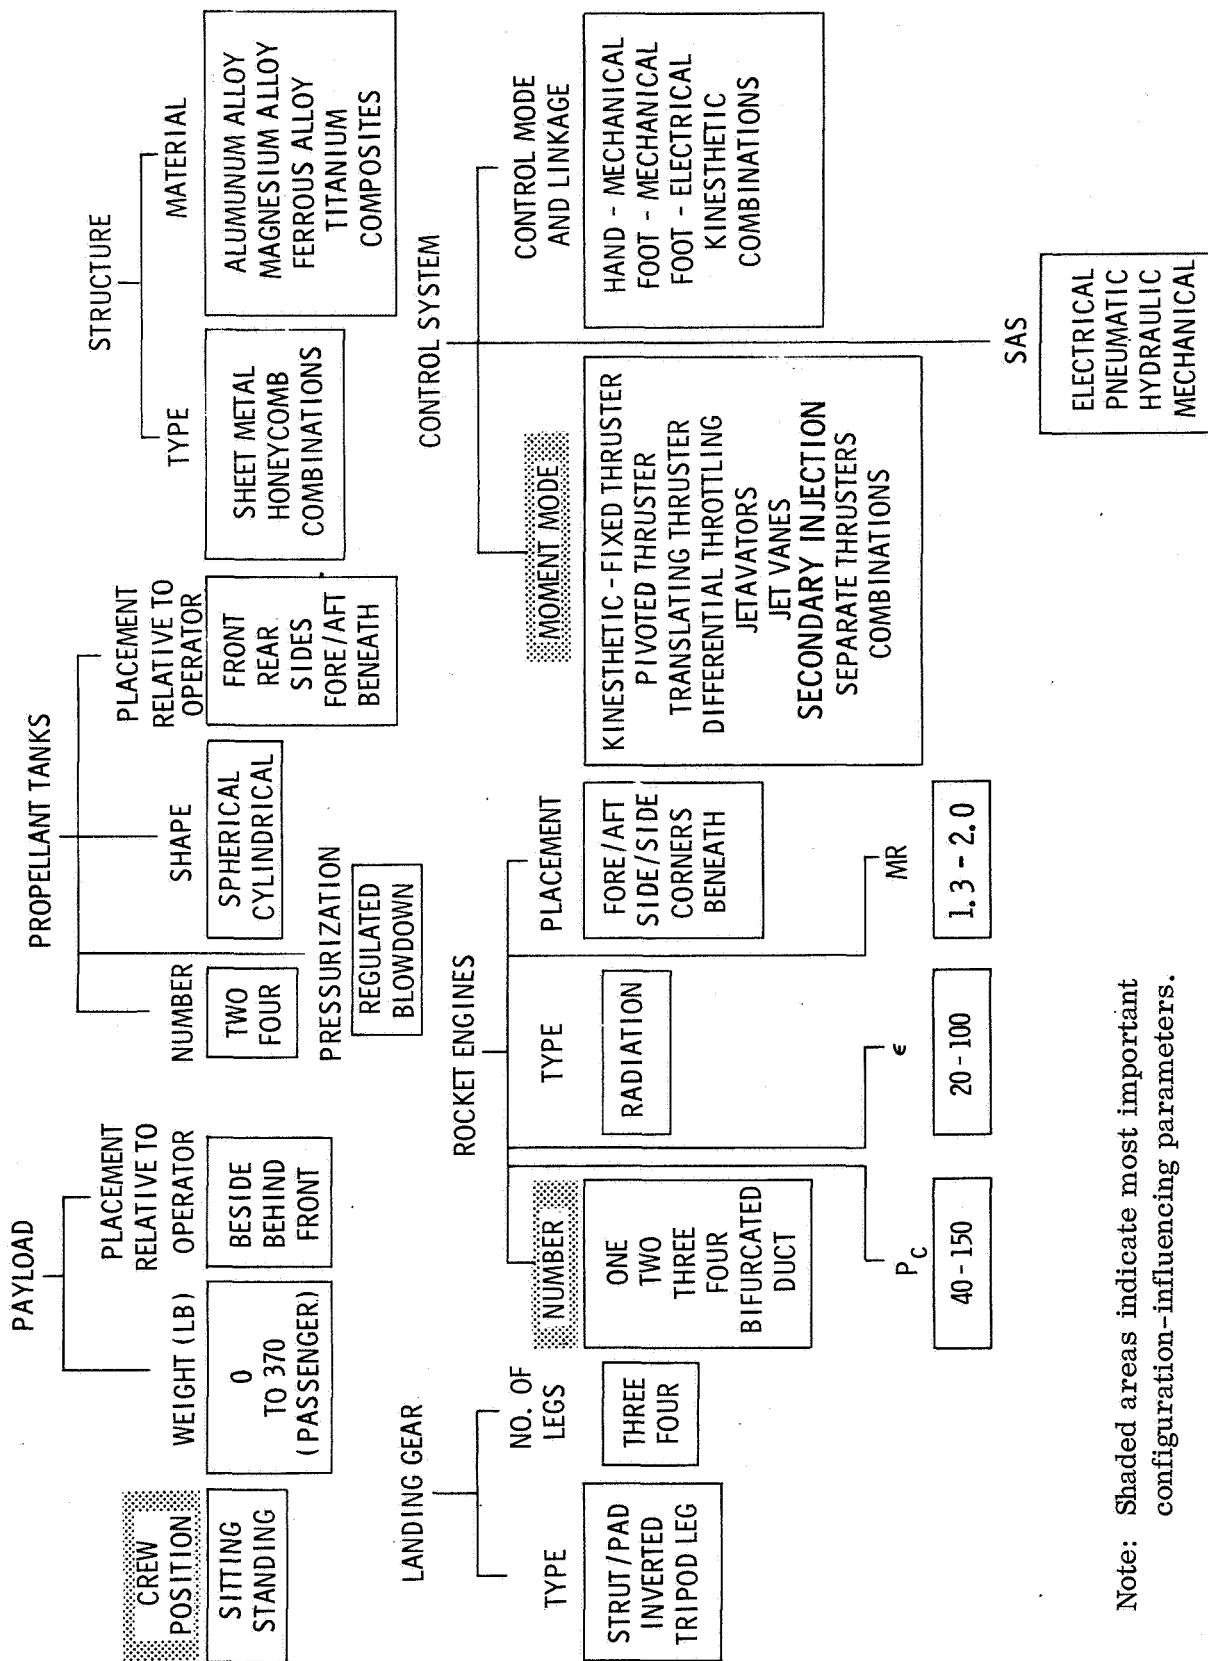 CREW
POSITION
SITTING
STANDING
PAYLOAD
WEIGHT (LB)
0
TO 370
(PASSENGER)
PLACEMENT
RELATIVE TO
OPERATOR
BESIDE
BEHIND
FRONT
PROPELLANT TANKS
NUMBER
TWO
FOUR
PRESSURIZATION
REGULATED
BLOWDOWN
SHAPE
SPHERICAL
CYLINDRICAL
PLACEMENT
RELATIVE TO
OPERATOR
FRONT
REAR
SIDES
FORE/AFT
BENEATH
STRUCTURE
TYPE
SHEET METAL
HONEYCOMB
COMBINATIONS
MATERIAL
ALUMUNUM ALLOY
MAGNESIUM ALLOY
FERROUS ALLOY
TITANIUM
COMPOSITES
LANDING GEAR
TYPE
STRUT/PAD
INVERTED
TRIPOD LEG
NO. OF
LEGS
THREE
FOUR
ROCKET ENGINES
NUMBER
ONE
TWO
THREE
FOUR
BIFURCATED
DUCT
TYPE
RADIATION
PLACEMENT
FORE/AFT
SIDE/SIDE
CORNERS
BENEATH
PC
40-150
ε
20-100
MR
1.3-2.0
CONTROL SYSTEM
MOMENT MODE
KINESTHETIC-FIXED THRUSTER
PIVOTED THRUSTER
TRANSLATING THRUSTER
DIFFERENTIAL THROTTLING
JETAVATORS
JET VANES
SECONDARY INJECTION
SEPARATE THRUSTERS
COMBINATIONS
CONTROL MODE
AND LINKAGE
HAND - MECHANICAL
FOOT - MECHANICAL
FOOT - ELECTRICAL
KINESTHETIC
COMBINATIONS
SAS
ELECTRICAL
PNEUMATIC
HYDRAULIC
MECHANICAL
Note: Shaded areas indicate most important
configuration-influencing parameters.